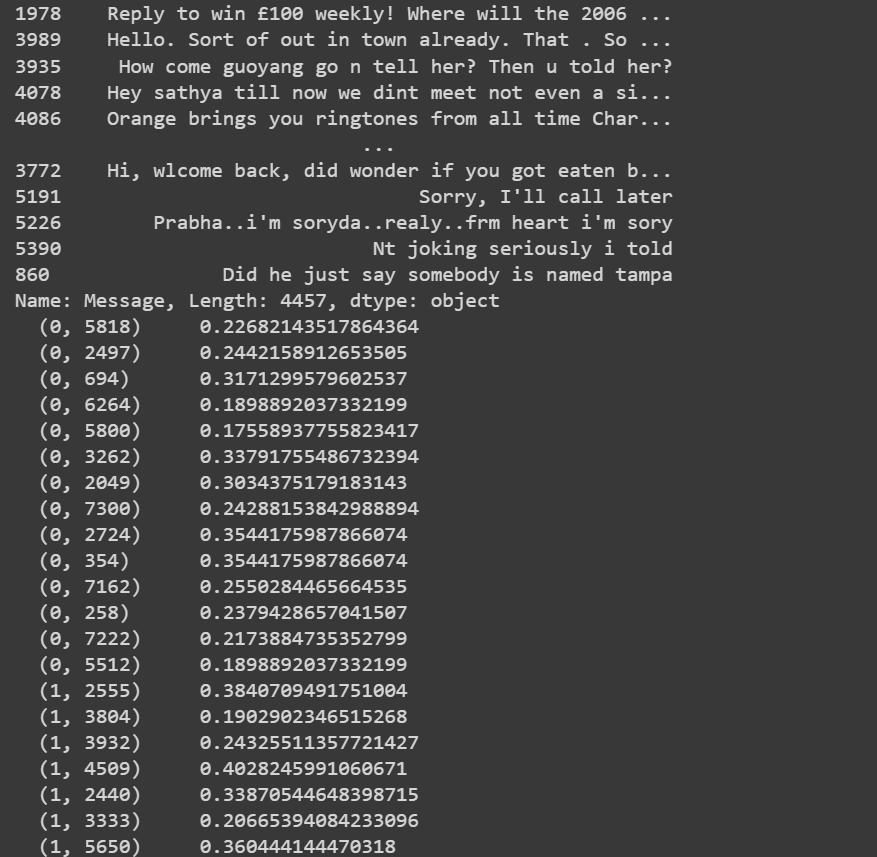 1978 Reply to win £100 weekly! Where will the 2006 ...
3989 Hello. Sort of out in town already. That . So ...
3935 How come guoyang go n tell her? Then u told her?
4078 Hey sathya till now we dint meet not even a si...
4086 Orange brings you ringtones from all time Char...
...
3772 Hi, wlcome back, did wonder if you got eaten b...
5191 Sorry, I'll call later
5226 Prabha..i'm soryda..realy..frm heart i'm sory
5390 Nt joking seriously i told
860 Did he just say somebody is named tampa
Name: Message, Length: 4457, dtype: object
(0, 5818) 0.22682143517864364
(0, 2497) 0.2442158912653505
(0, 694) 0.3171299579602537
(0, 6264) 0.1898892037332199
(0, 5800) 0.17558937755823417
(0, 3262) 0.33791755486732394
(0, 2049) 0.3034375179183143
(0, 7300) 0.24288153842988894
(0, 2724) 0.3544175987866074
(0, 354) 0.3544175987866074
(0, 7162) 0.2550284465664535
(0, 258) 0.2379428657041507
(0, 7222) 0.2173884735352799
(0, 5512) 0.1898892037332199
(1, 2555) 0.3840709491751004
(1, 3804) 0.1902902346515268
(1, 3932) 0.24325511357721427
(1, 4509) 0.4028245991060671
(1, 2440) 0.33870544648398715
(1, 3333) 0.20665394084233096
(1, 5650) 0.360444144470318